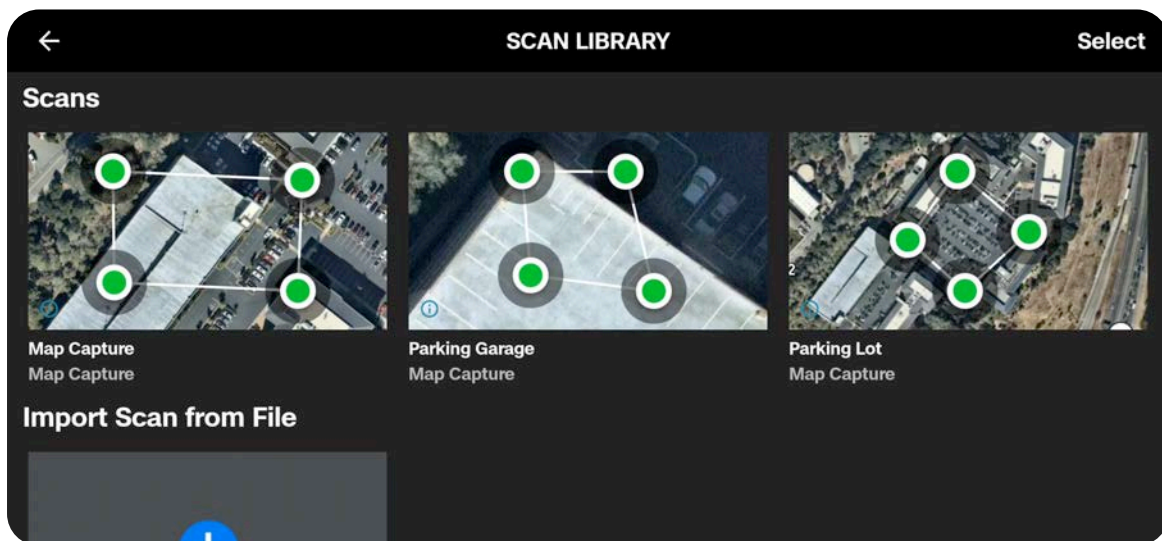 SCAN LIBRARY Select
Scans
Map Capture
Map Capture
Parking Garage
Map Capture
Parking Lot
Map Capture
2
Import Scan from File